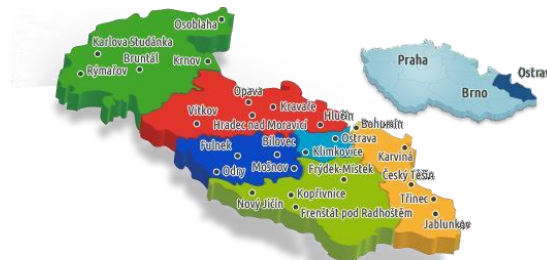 Osoblaha
Karlova Studánka
Bruntál
Rýmařov
Krnov
Praha
Brno
Ostrav
Opava
Kravaře
Vítkov
Hradec nad Moravicí
Hlučín
Bohumín
Ostrava
Klimkovice
Karviná
Fulnek
Bílovec
Mošnov
Odry
Frýdek-Místek
Český Těšín
Kopřivnice
Nový Jičín
Frenštát pod Radhoštěm
Třinec
Jablunkov